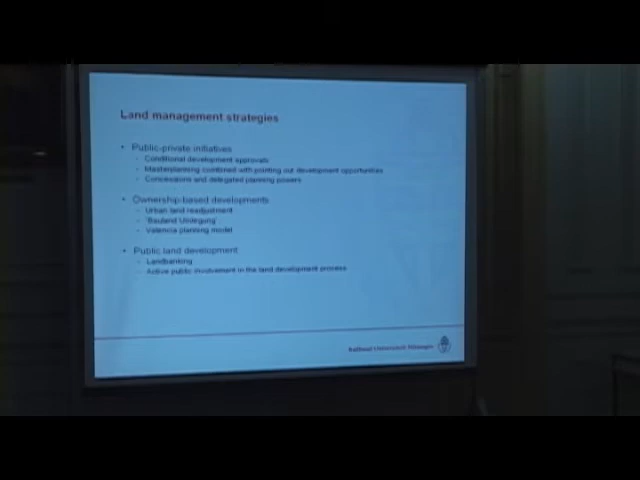 Land management strategies
• Public-private initiatives
- Conditional development approvals
- Masterplanning combined with pointing out development opportunities
- Concessions and delegated planning powers
• Ownership-based developments
- Urban land readjustment
- 'Bauland Umlegung'
- Valencia planning model
• Public land development
- Landbanking
- Active public involvement in the land development process
Radboud Universiteit Nijmegen